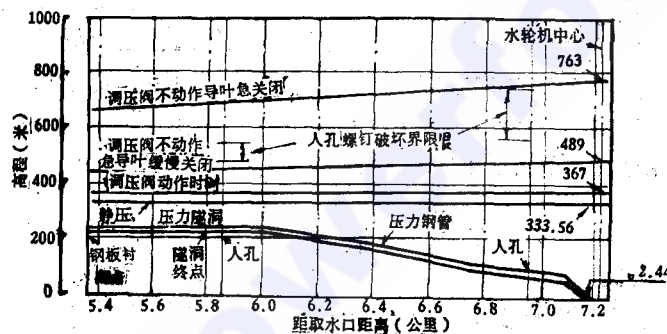 1000
800
600
400
200
0
高程(米)
水轮机中心
763
调压阀不动作导叶急关闭
调压阀不动作
急导叶缓慢关闭
人孔螺钉破坏界限
489
调压阀动作时
367
静压
压力隧洞
压力钢管
333.56
钢板衬
隧洞
终点
人孔
人孔
2.44
5.4
5.6
5.8
6.0
6.2
6.4
6.6
6.8
7.0
7.2
距取水口距离(公里)